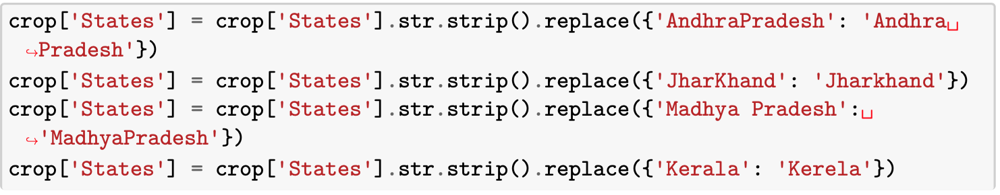 crop['States'] = crop['States'].str.strip().replace({'AndhraPradesh': 'Andhra␣
↪Pradesh'})
crop['States'] = crop['States'].str.strip().replace({'JharKhand': 'Jharkhand'})
crop['States'] = crop['States'].str.strip().replace({'Madhya Pradesh':␣
↪'MadhyaPradesh'})
crop['States'] = crop['States'].str.strip().replace({'Kerala': 'Kerela'})